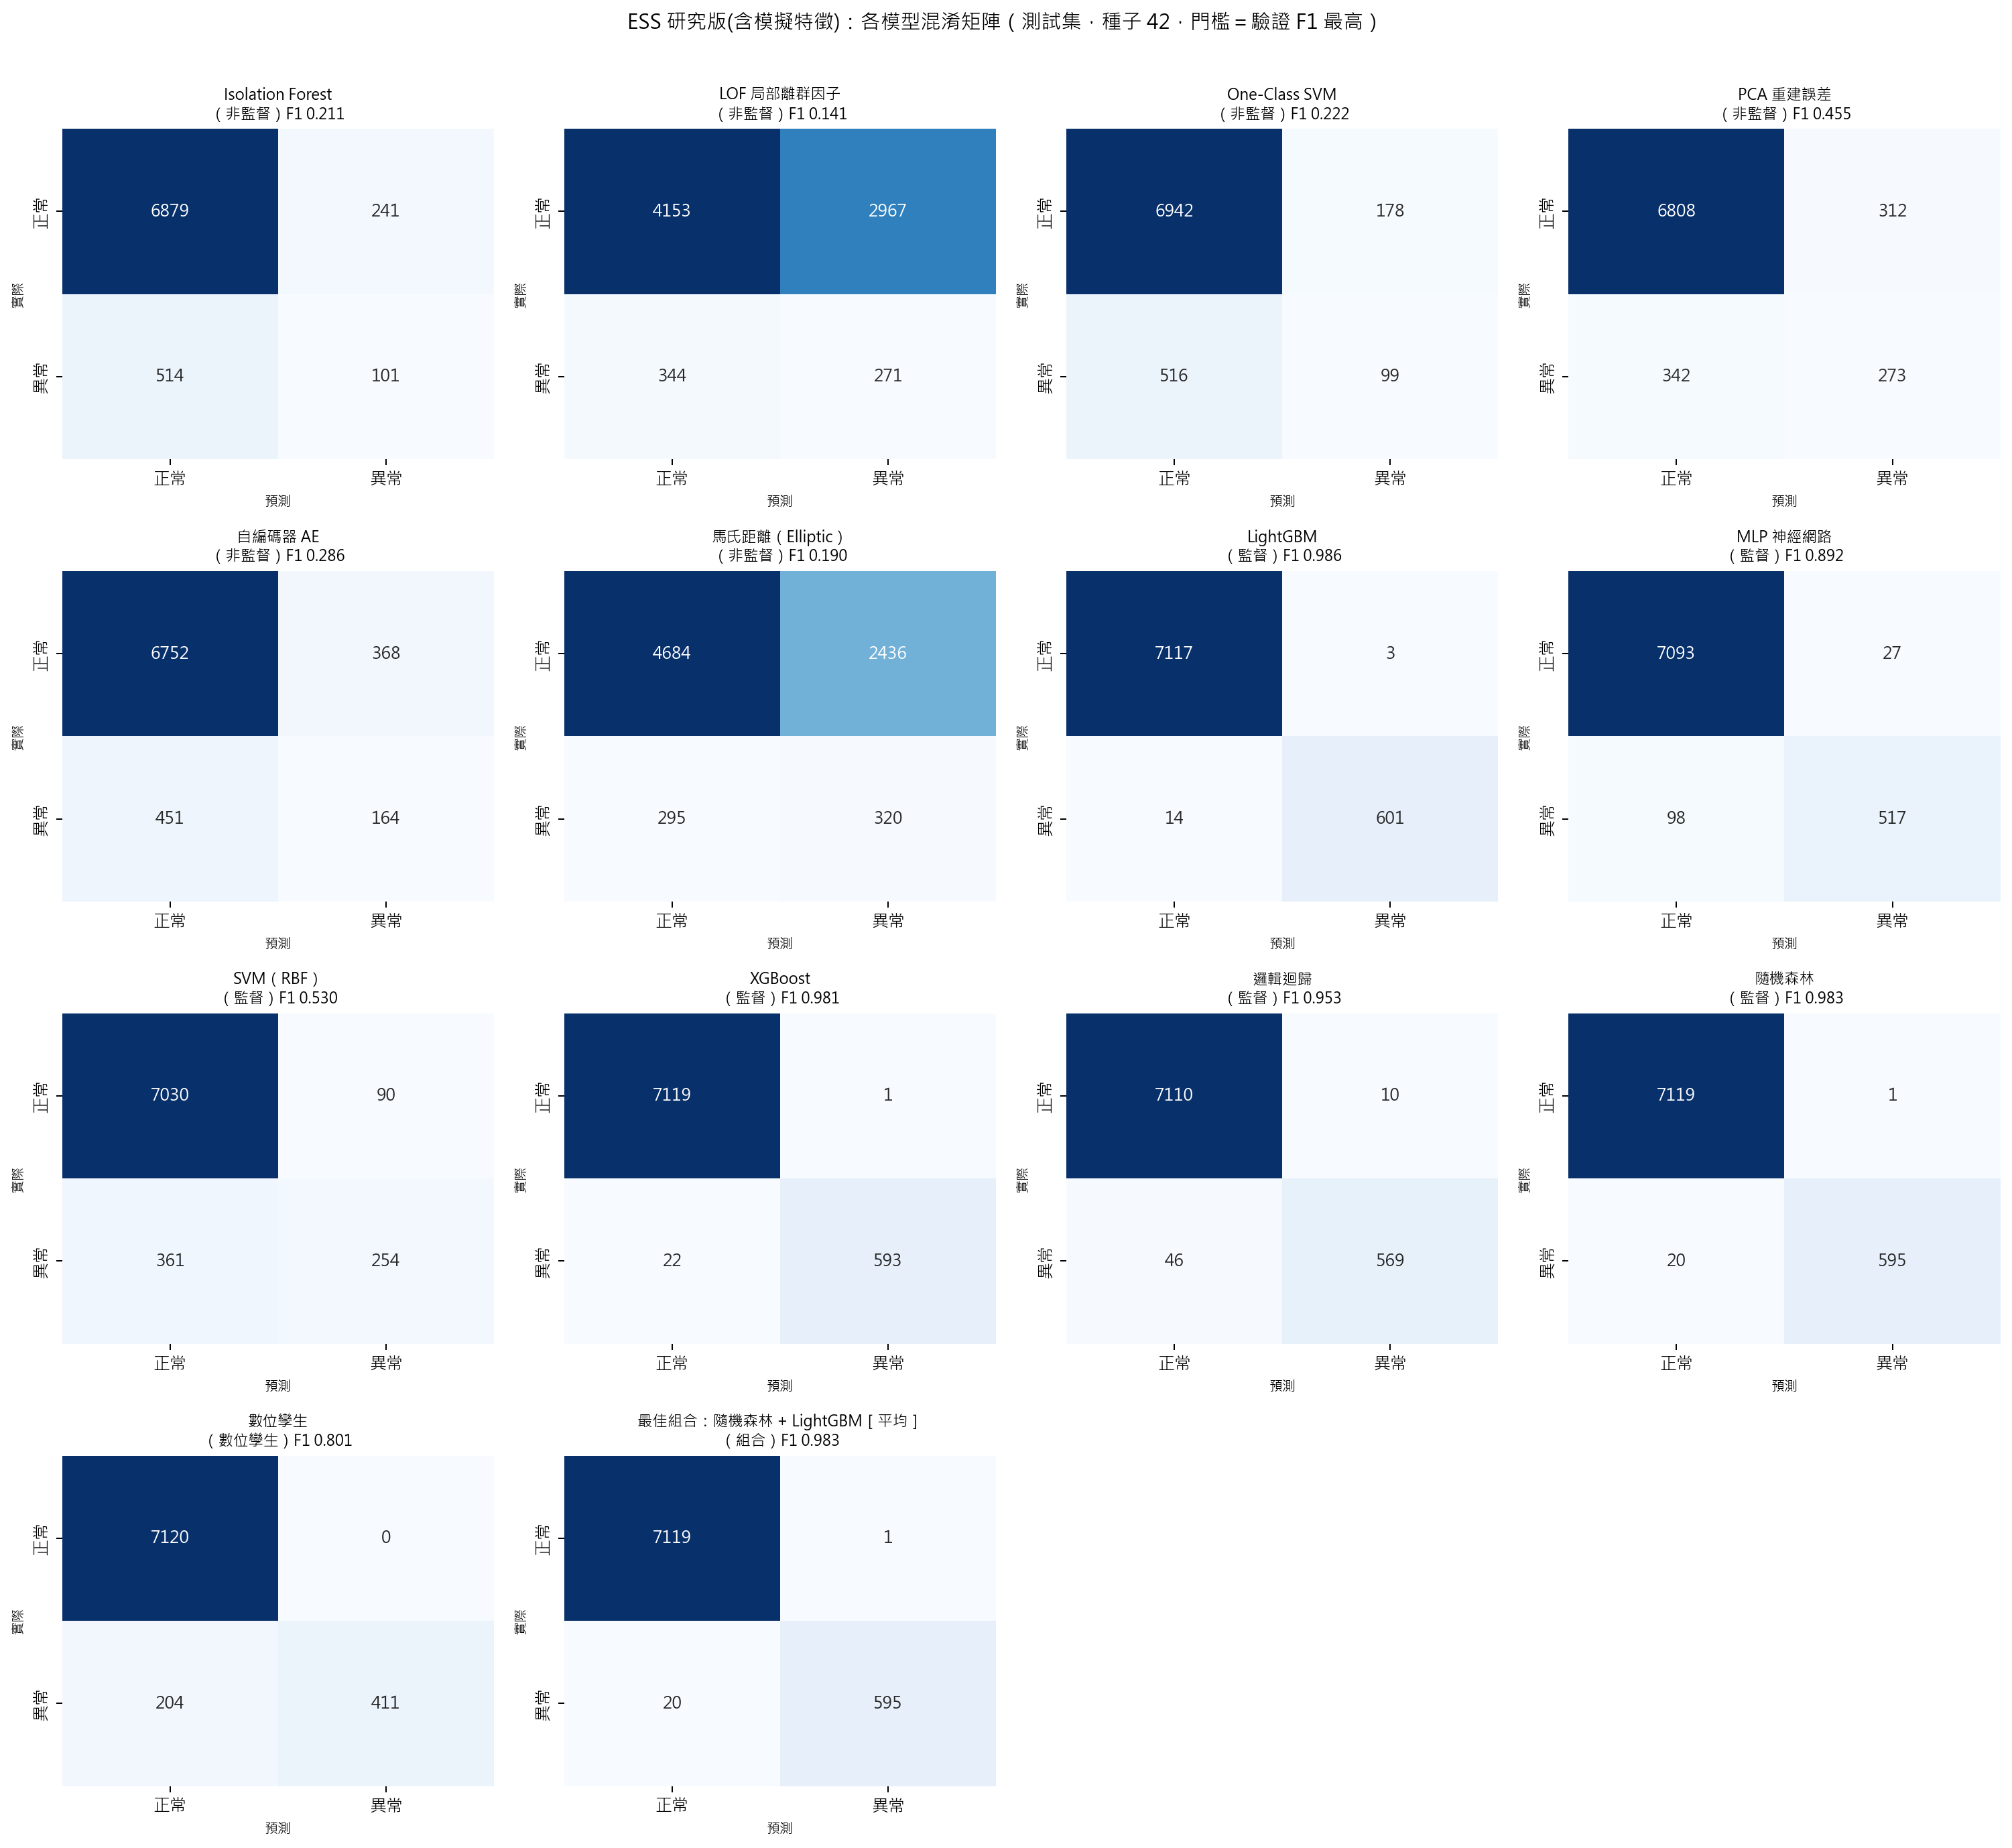 ESS 研究版(含模擬特徵)：各模型混淆矩陣（測試集，種子 42，門檻＝驗證 F1 最高）
Isolation Forest
（非監督）F1 0.211
正常
6879
241
實際
異常
514
101
正常
異常
預測
LOF 局部離群因子
（非監督）F1 0.141
正常
4153
2967
實際
異常
344
271
正常
異常
預測
One-Class SVM
（非監督）F1 0.222
正常
6942
178
實際
異常
516
99
正常
異常
預測
PCA 重建誤差
（非監督）F1 0.455
正常
6808
312
實際
異常
342
273
正常
異常
預測
自編碼器 AE
（非監督）F1 0.286
正常
6752
368
實際
異常
451
164
正常
異常
預測
馬氏距離（Elliptic）
（非監督）F1 0.190
正常
4684
2436
實際
異常
295
320
正常
異常
預測
LightGBM
（監督）F1 0.986
正常
7117
3
實際
異常
14
601
正常
異常
預測
MLP 神經網路
（監督）F1 0.892
正常
7093
27
實際
異常
98
517
正常
異常
預測
SVM（RBF）
（監督）F1 0.530
正常
7030
90
實際
異常
361
254
正常
異常
預測
XGBoost
（監督）F1 0.981
正常
7119
1
實際
異常
22
593
正常
異常
預測
邏輯迴歸
（監督）F1 0.953
正常
7110
10
實際
異常
46
569
正常
異常
預測
隨機森林
（監督）F1 0.983
正常
7119
1
實際
異常
20
595
正常
異常
預測
數位孿生
（數位孿生）F1 0.801
正常
7120
0
實際
異常
204
411
正常
異常
預測
最佳組合：隨機森林 + LightGBM［平均］
（組合）F1 0.983
正常
7119
1
實際
異常
20
595
正常
異常
預測